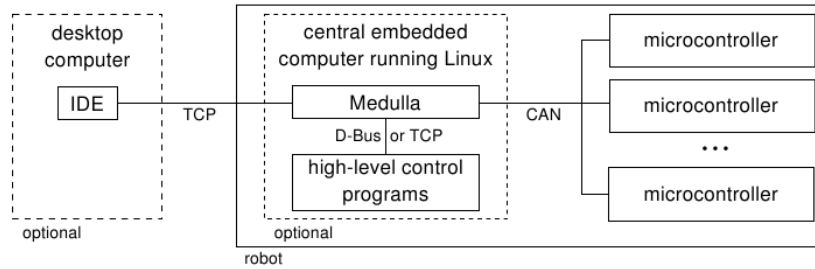 desktop
computer
IDE
optional
TCP
central embedded
computer running Linux
Medulla
D-Bus or TCP
high-level control
programs
optional
robot
CAN
microcontroller
microcontroller
...
microcontroller